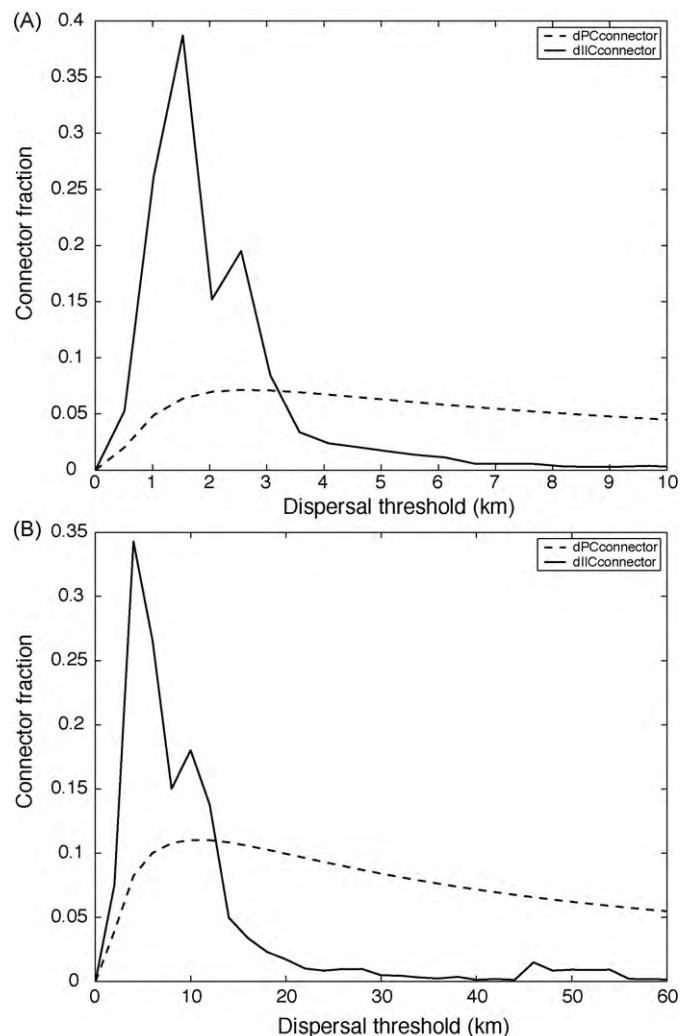 (A)
0.4
0.35
0.3
0.25
0.2
0.15
0.1
0.05
0
Connector fraction
dPCconnector
dIICconnector
0 1 2 3 4 5 6 7 8 9 10
Dispersal threshold (km)
(B)
0.35
0.3
0.25
0.2
0.15
0.1
0.05
0
Connector fraction
dPCconnector
dIICconnector
0 10 20 30 40 50 60
Dispersal threshold (km)